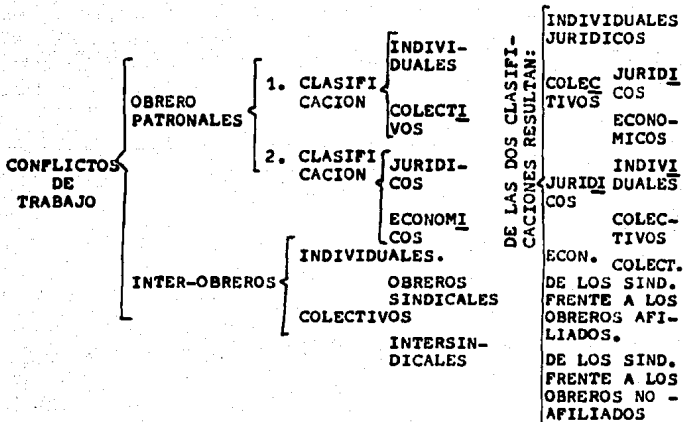 CONFLICTOS
DE
TRABAJO
OBRERO
PATRONALES
1. CLASIFI
CACION
INDIVI-
DUALES
COLECTI
VOS
2. CLASIFI
CACION
JURIDI-
COS
ECONOMI
COS
INTER-OBREROS
INDIVIDUALES.
COLECTIVOS
OBREROS
SINDICALES
INTERSIN-
DICALES
DE LAS DOS CLASIFI-
CACIONES RESULTAN:
INDIVIDUALES
JURIDICOS
COLEC
TIVOS
JURIDI
COS
ECONO-
MICOS
JURIDI
COS
INDIVI
DUALES
COLEC-
TIVOS
ECON. COLECT.
DE LOS SIND.
FRENTE A LOS
OBREROS AFI-
LIADOS.
DE LOS SIND.
FRENTE A LOS
OBREROS NO -
AFILIADOS